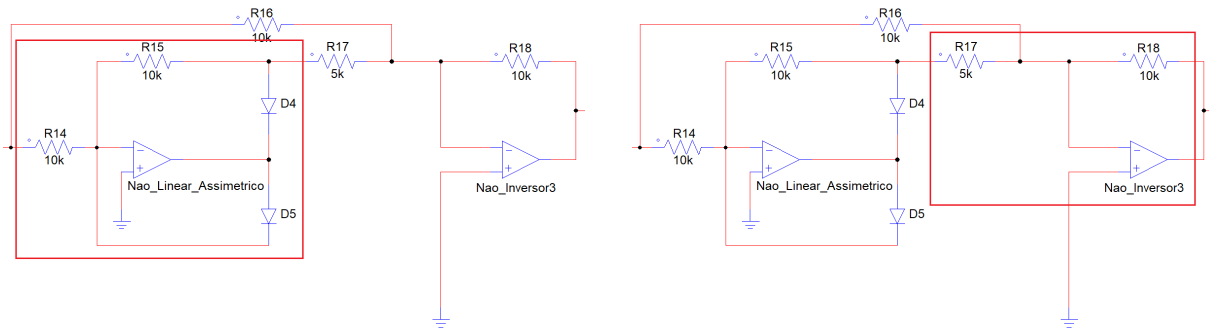 R16
10k
R15
10k
R17
5k
R18
10k
D4
R14
10k
Nao_Linear_Assimetrico
Nao_Inversor3
D5
R16
10k
R15
10k
R17
5k
R18
10k
D4
R14
10k
Nao_Linear_Assimetrico
Nao_Inversor3
D5